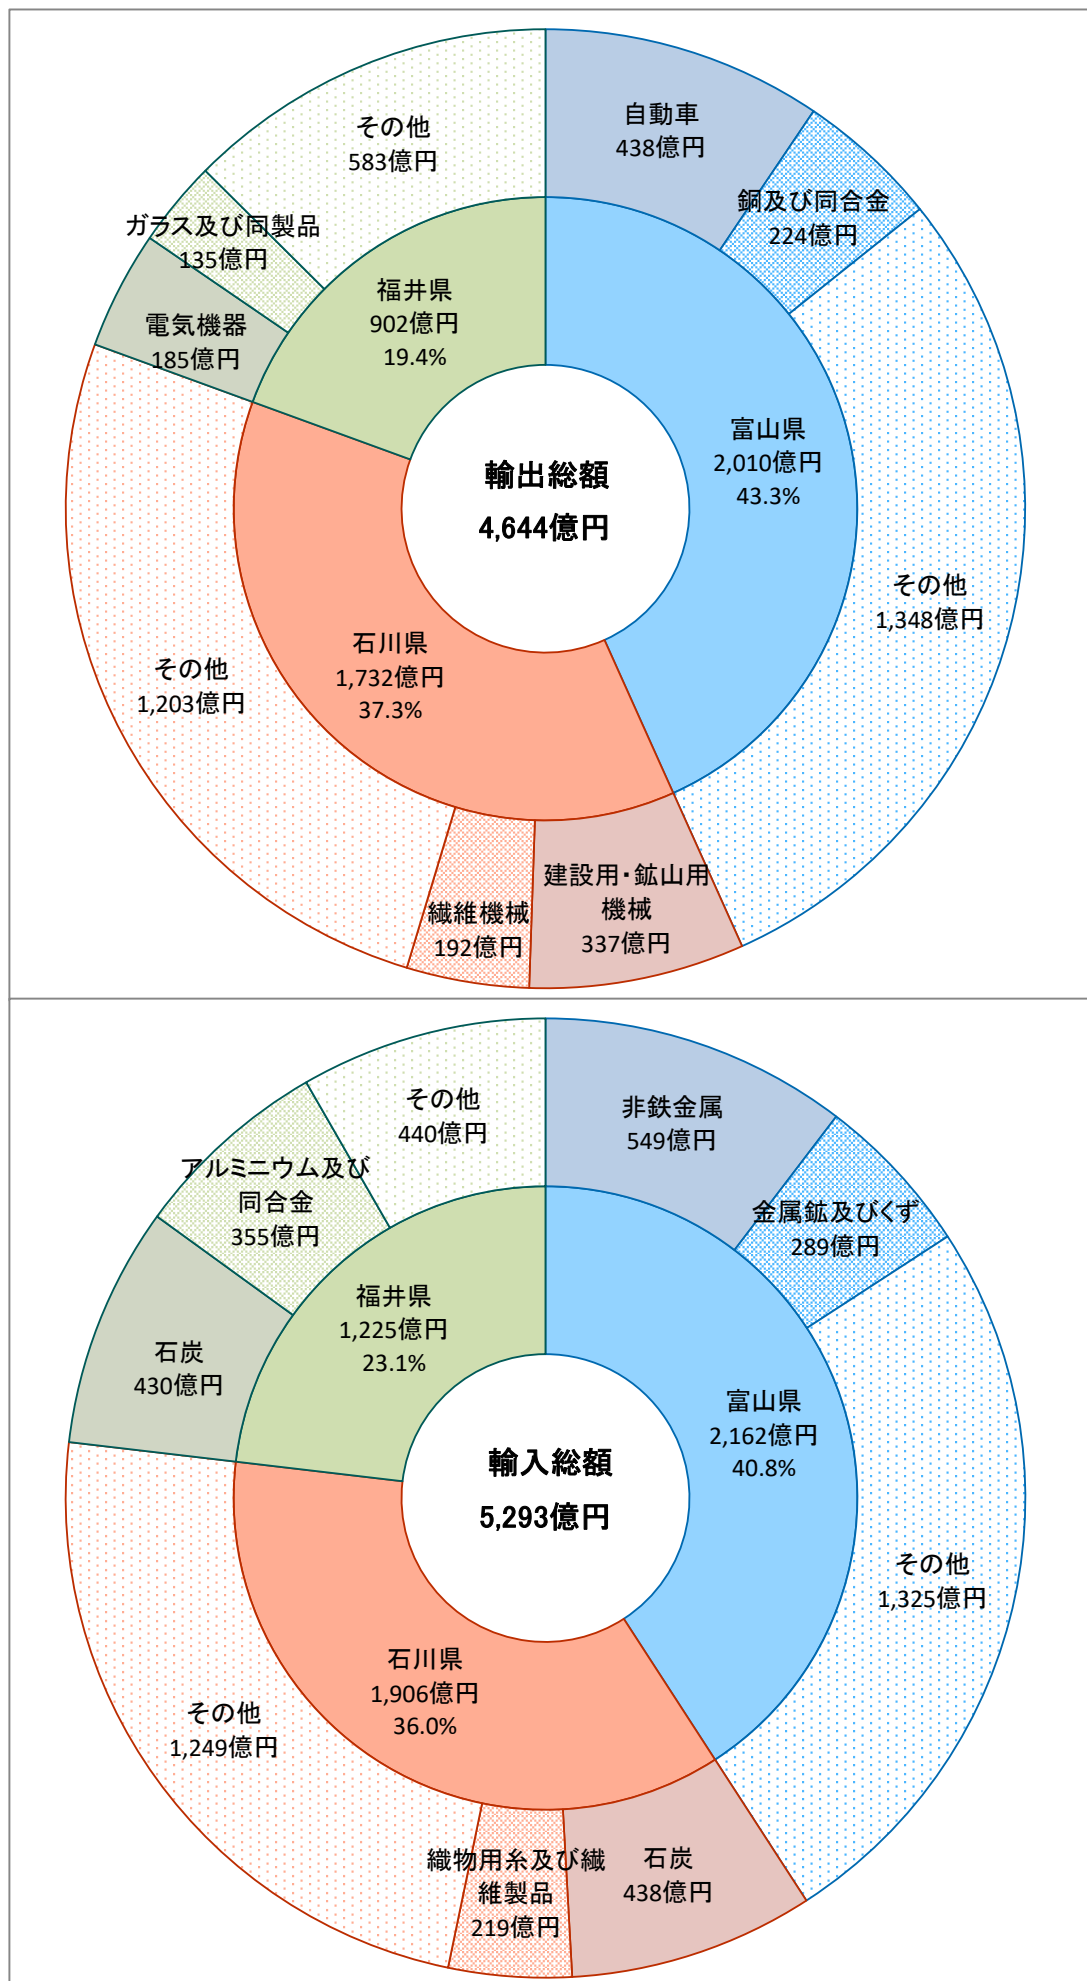 自動車
438億円
銅及び同合金
224億円
その他
1,348億円
建設用・鉱山用
機械
337億円
繊維機械
192億円
その他
1,203億円
電気機器
185億円
ガラス及び同製品
135億円
その他
583億円
福井県
902億円
19.4%
富山県
2,010億円
43.3%
石川県
1,732億円
37.3%
輸出総額
4,644億円
非鉄金属
549億円
金属鉱及びくず
289億円
その他
1,325億円
石炭
438億円
織物用糸及び繊
維製品
219億円
その他
1,249億円
石炭
430億円
アルミニウム及び
同合金
355億円
その他
440億円
福井県
1,225億円
23.1%
富山県
2,162億円
40.8%
石川県
1,906億円
36.0%
輸入総額
5,293億円